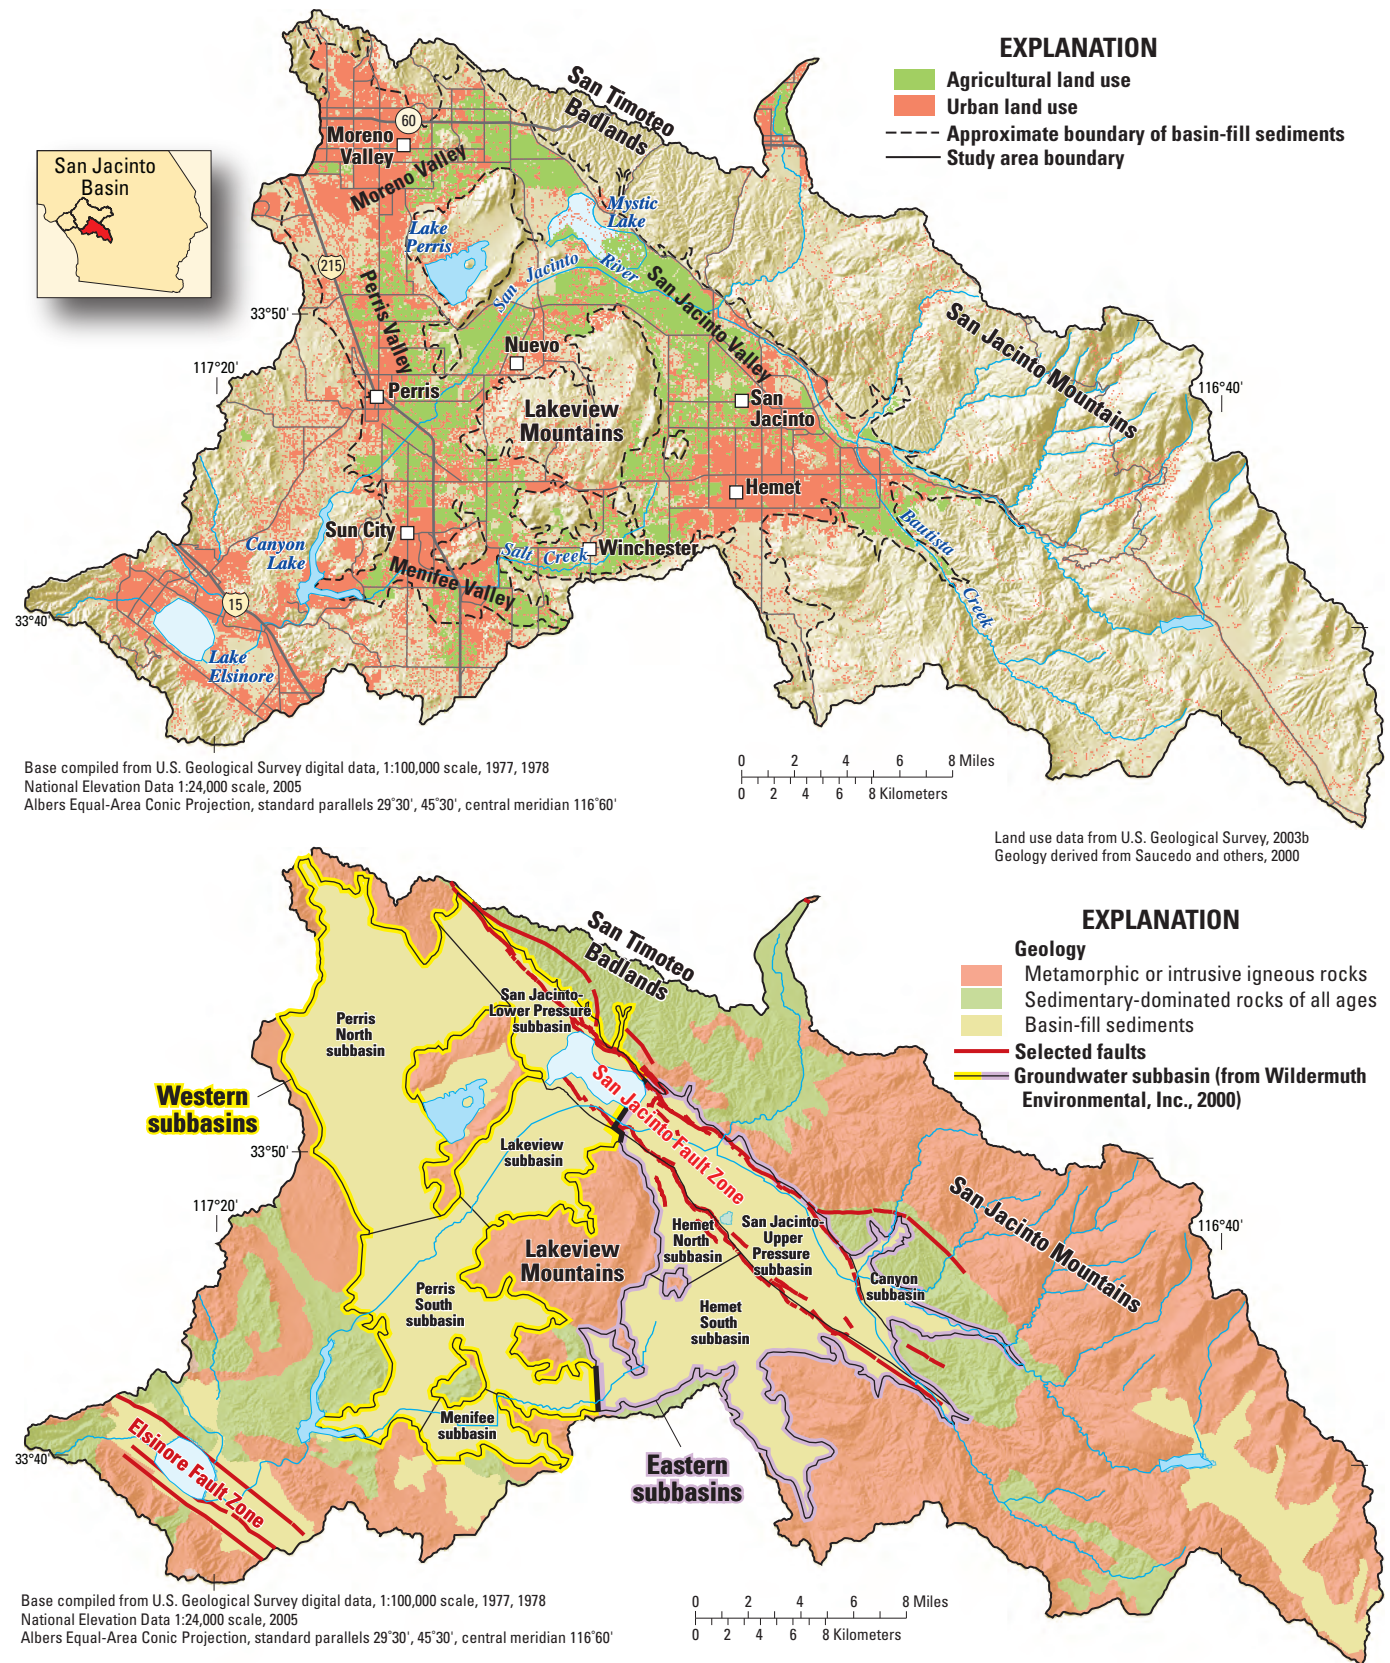 EXPLANATION
Agricultural land use
Urban land use
Approximate boundary of basin-fill sediments
Study area boundary
San Jacinto
Basin
San Timoteo
Badlands
60
Moreno
Valley
Moreno Valley
Mystic
Lake
Lake
Perris
215
San Jacinto River
Perris Valley
San Jacinto Valley
33°50'
San Jacinto Mountains
Nuevo
117°20'
116°40'
Perris
San
Jacinto
Lakeview
Mountains
Hemet
Sun City
Bautista Creek
Canyon
Lake
Salt Creek
Winchester
Menifee Valley
15
33°40'
Lake
Elsinore
Base compiled from U.S. Geological Survey digital data, 1:100,000 scale, 1977, 1978
National Elevation Data 1:24,000 scale, 2005
Albers Equal-Area Conic Projection, standard parallels 29°30', 45°30', central meridian 116°60'
0 2 4 6 8 Miles
0 2 4 6 8 Kilometers
Land use data from U.S. Geological Survey, 2003b
Geology derived from Saucedo and others, 2000
EXPLANATION
Geology
Metamorphic or intrusive igneous rocks
Sedimentary-dominated rocks of all ages
Basin-fill sediments
Selected faults
Groundwater subbasin (from Wildermuth
Environmental, Inc., 2000)
San Timoteo
Badlands
San Jacinto-
Lower Pressure
subbasin
Perris
North
subbasin
Western
subbasins
San Jacinto Fault Zone
33°50'
Lakeview
subbasin
San Jacinto Mountains
117°20'
116°40'
Hemet
North
subbasin
San Jacinto-
Upper
Pressure
subbasin
Lakeview
Mountains
Canyon
subbasin
Perris
South
subbasin
Hemet
South
subbasin
Menifee
subbasin
Elsinore Fault Zone
33°40'
Eastern
subbasins
Base compiled from U.S. Geological Survey digital data, 1:100,000 scale, 1977, 1978
National Elevation Data 1:24,000 scale, 2005
Albers Equal-Area Conic Projection, standard parallels 29°30', 45°30', central meridian 116°60'
0 2 4 6 8 Miles
0 2 4 6 8 Kilometers